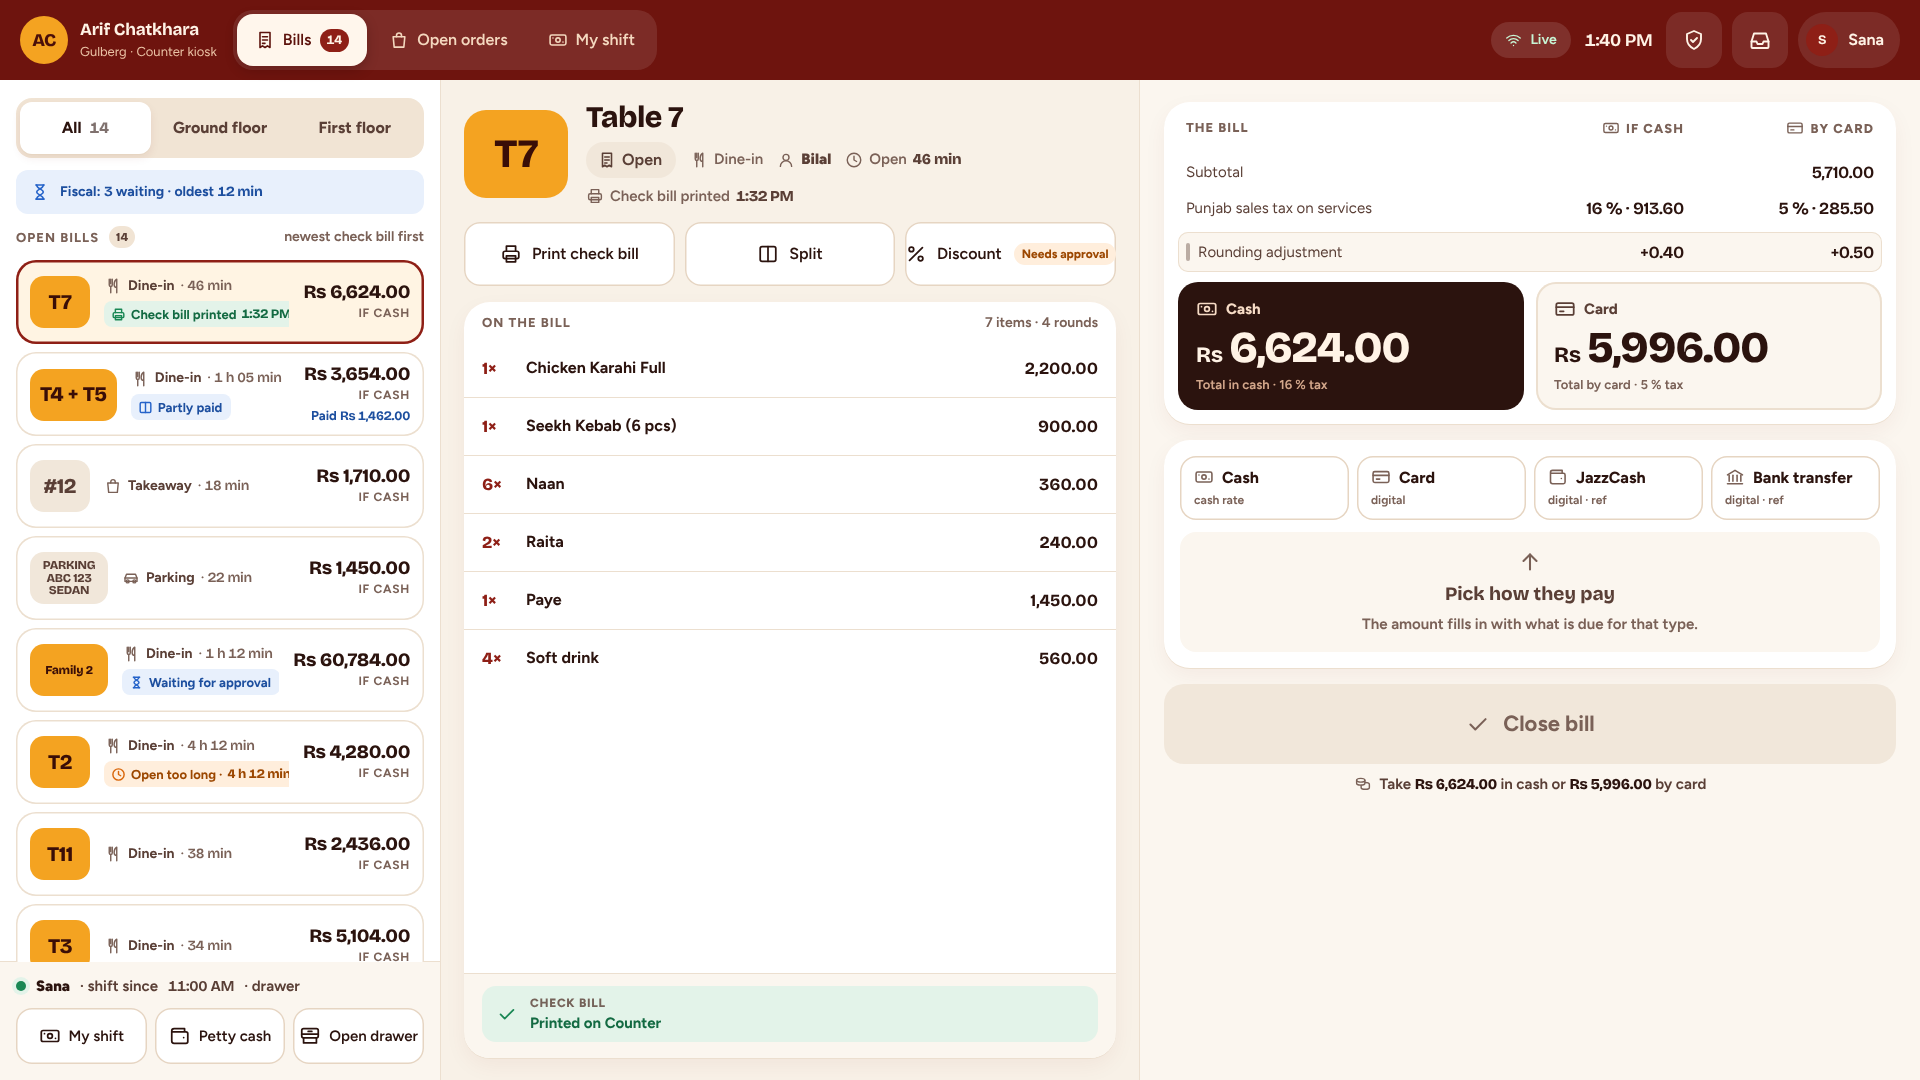 AC
Arif Chatkhara
Gulberg · Counter kiosk
Bills 14
Open orders
My shift
Live
1:40 PM
S
Sana
All 14
Ground floor
First floor
Fiscal: 3 waiting · oldest 12 min
OPEN BILLS 14
newest check bill first
T7
Dine-in · 46 min
Check bill printed 1:32 PM
Rs 6,624.00
IF CASH
T4 + T5
Dine-in · 1 h 05 min
Partly paid
Rs 3,654.00
IF CASH
Paid Rs 1,462.00
#12
Takeaway · 18 min
Rs 1,710.00
IF CASH
PARKING
ABC 123
SEDAN
Parking · 22 min
Rs 1,450.00
IF CASH
Family 2
Dine-in · 1 h 12 min
Waiting for approval
Rs 60,784.00
IF CASH
T2
Dine-in · 4 h 12 min
Open too long · 4 h 12 min
Rs 4,280.00
IF CASH
T11
Dine-in · 38 min
Rs 2,436.00
IF CASH
T3
Dine-in · 34 min
Rs 5,104.00
IF CASH
Sana · shift since 11:00 AM · drawer
My shift
Petty cash
Open drawer
T7
Table 7
Open
Dine-in
Bilal
Open 46 min
Check bill printed 1:32 PM
Print check bill
Split
Discount Needs approval
ON THE BILL
7 items · 4 rounds
1× Chicken Karahi Full 2,200.00
1× Seekh Kebab (6 pcs) 900.00
6× Naan 360.00
2× Raita 240.00
1× Paye 1,450.00
4× Soft drink 560.00
CHECK BILL
Printed on Counter
THE BILL IF CASH BY CARD
Subtotal 5,710.00
Punjab sales tax on services 16 % · 913.60 5 % · 285.50
Rounding adjustment +0.40 +0.50
Cash
Rs 6,624.00
Total in cash · 16 % tax
Card
Rs 5,996.00
Total by card · 5 % tax
Cash
cash rate
Card
digital
JazzCash
digital · ref
Bank transfer
digital · ref
Pick how they pay
The amount fills in with what is due for that type.
Close bill
Take Rs 6,624.00 in cash or Rs 5,996.00 by card